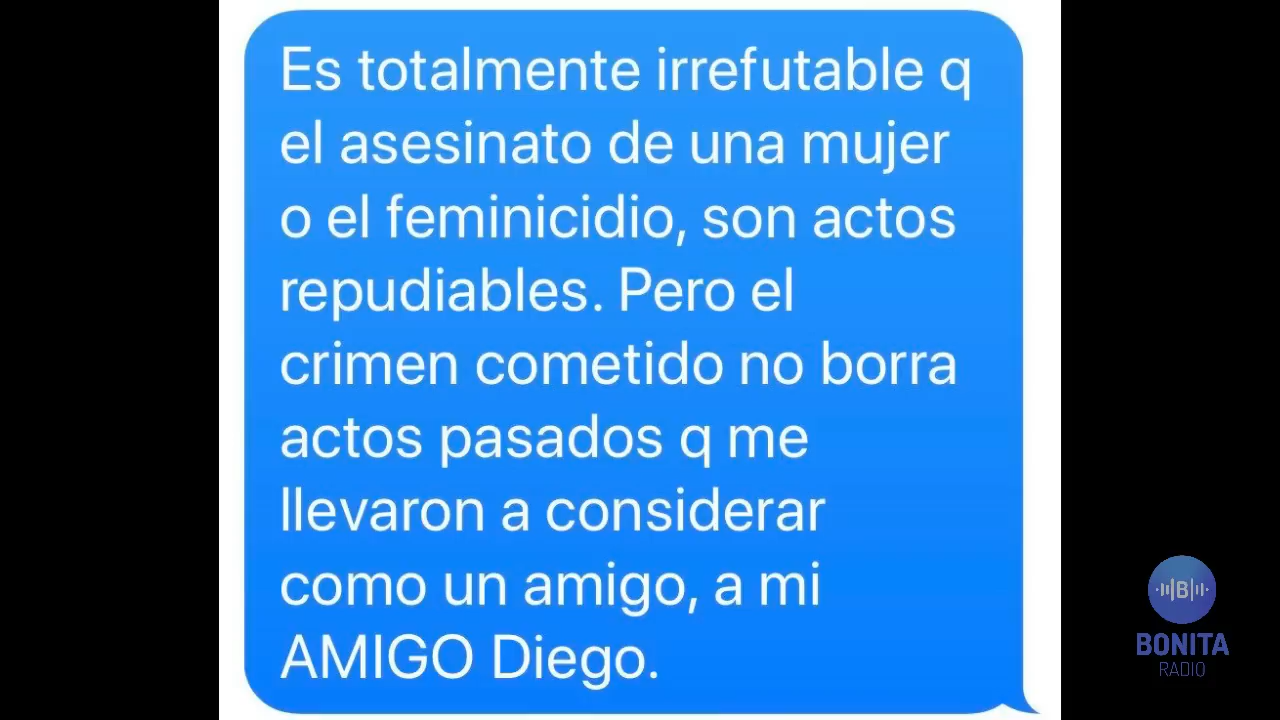 Es totalmente irrefutable q
el asesinato de una mujer
o el feminicidio, son actos
repudiables. Pero el
crimen cometido no borra
actos pasados q me
llevaron a considerar
como un amigo, a mi
AMIGO Diego.
B
BONITA
RADIO